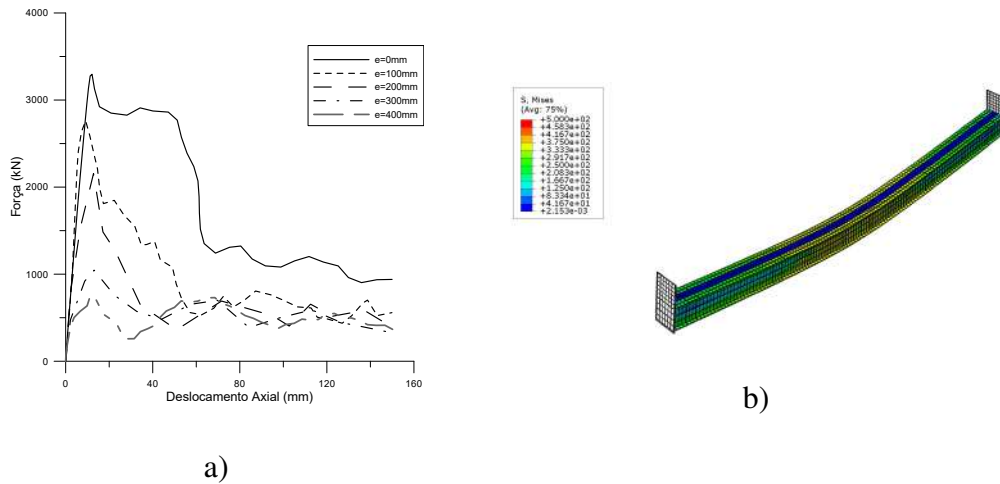 4000
3000
2000
1000
0
Força (kN)
0
40
80
120
160
Deslocamento Axial (mm)
e=0mm
e=100mm
e=200mm
e=300mm
e=400mm
a)
S, Mises
(Avg: 75%)
+5.000e+02
+4.583e+02
+4.167e+02
+3.750e+02
+3.333e+02
+2.917e+02
+2.500e+02
+2.083e+02
+1.667e+02
+1.250e+02
+8.334e+01
+4.167e+01
+2.153e-03
b)